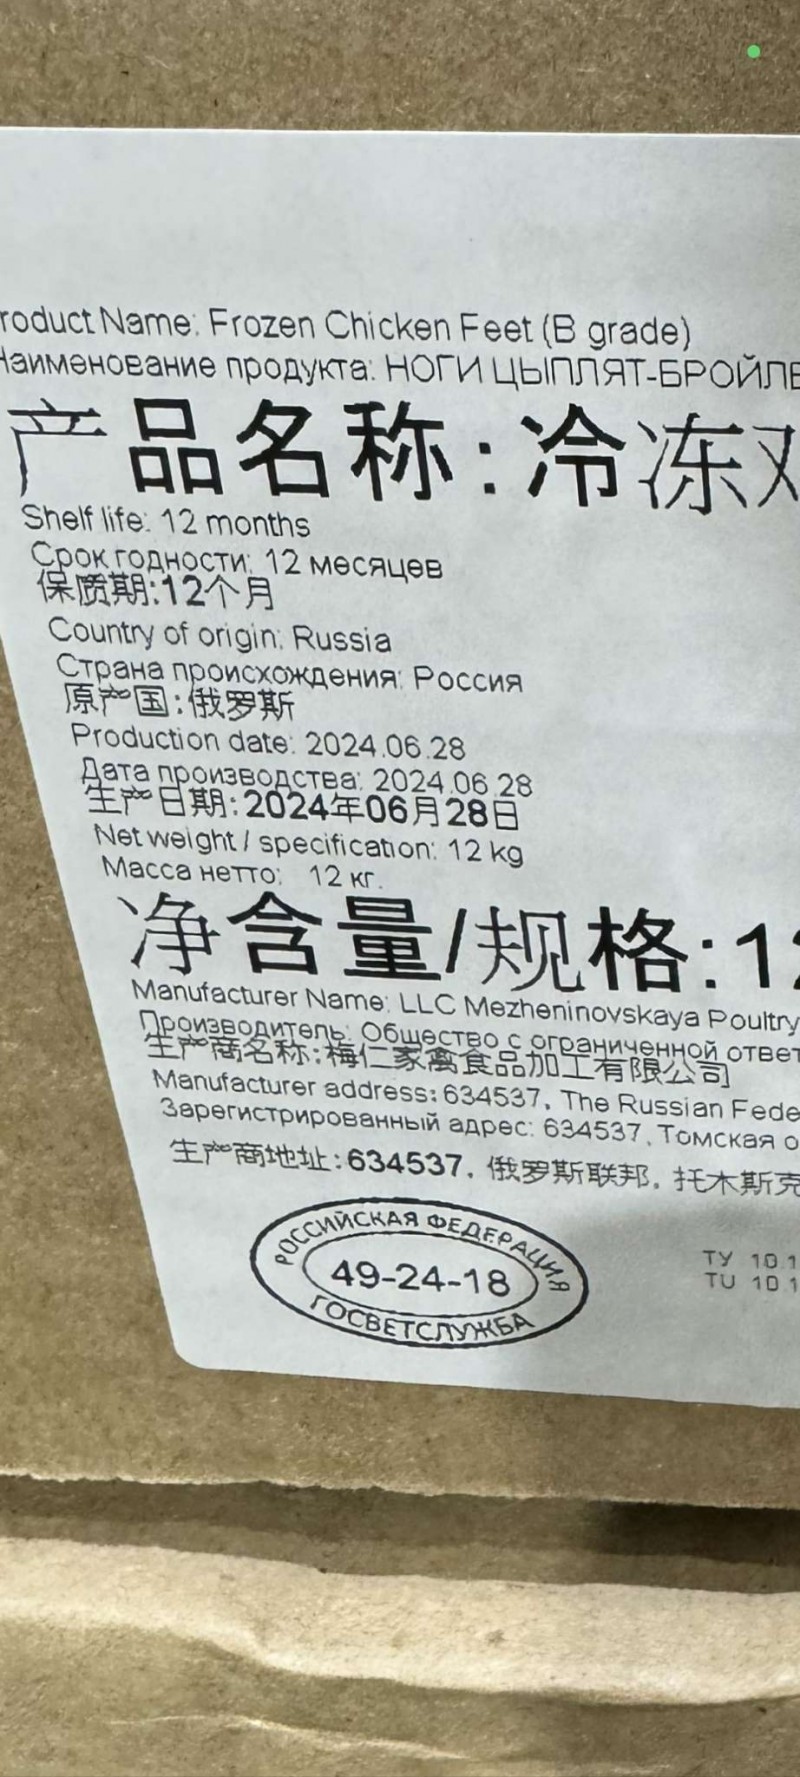 roduct Name: Frozen Chicken Feet (B grade)
Наименование продукта: НОГИ ЦЫПЛЯТ-БРОЙЛЕ
产品名称:冷冻
Shelf life: 12 months
Срок годности: 12 месяцев
保质期:12个月
Country of origin: Russia
Страна происхождения: Россия
原产国:俄罗斯
Production date: 2024.06.28
Дата производства: 2024.06.28
生产日期:2024年06月28日
Net weight / specification: 12 kg
Масса нетто: 12 кг.
净含量/规格:12
Manufacturer Name: LLC Mezheninovskaya Poultry
Производитель: Общество с ограниченной ответ
生产商名称:梅仁家禽食品加工有限公司
Manufacturer address: 634537, The Russian Fede
Зарегистрированный адрес: 634537, Томская о
生产商地址:634537, 俄罗斯联邦, 托木斯克
РОССИЙСКАЯ ФЕДЕРАЦИЯ
49-24-18
ГОСВЕТСЛУЖБА
ТУ 10.1
TU 10.1